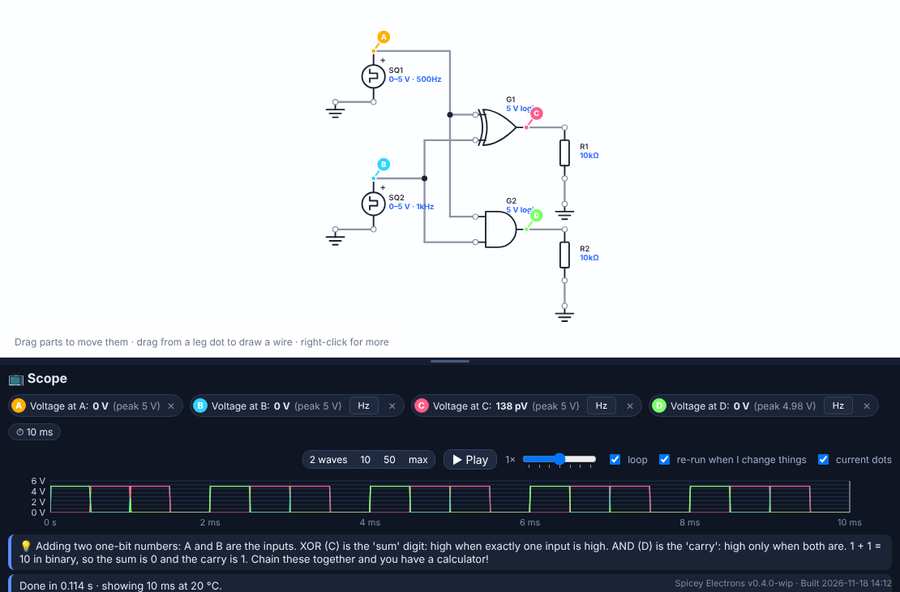 A
+
SQ1
0–5 V · 500Hz
G1
5 V logi
C
R1
10kΩ
B
+
SQ2
0–5 V · 1kHz
G2
5 V logi
D
R2
10kΩ
Drag parts to move them · drag from a leg dot to draw a wire · right-click for more
📺 Scope
A Voltage at A: 0 V (peak 5 V) × B Voltage at B: 0 V (peak 5 V) Hz × C Voltage at C: 138 pV (peak 5 V) Hz × D Voltage at D: 0 V (peak 4.98 V) Hz ×
⏱ 10 ms
2 waves 10 50 max ▶ Play 1× loop re-run when I change things current dots
6 V
4 V
2 V
0 V
0 s 2 ms 4 ms 6 ms 8 ms 10 ms
💡 Adding two one-bit numbers: A and B are the inputs. XOR (C) is the 'sum' digit: high when exactly one input is high. AND (D) is the 'carry': high only when both are. 1 + 1 =
10 in binary, so the sum is 0 and the carry is 1. Chain these together and you have a calculator!
Done in 0.114 s · showing 10 ms at 20 °C.
Spicey Electrons v0.4.0-wip · Built 2026-11-18 14:12